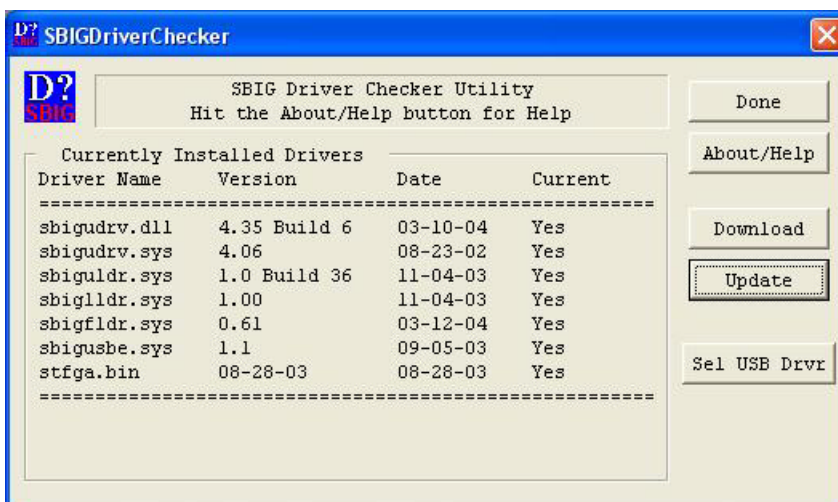 SBIGDriverChecker
D?
SBIG
SBIG Driver Checker Utility
Hit the About/Help button for Help
Currently Installed Drivers
Driver Name Version Date Current
=========================================================
sbigudrv.dll 4.35 Build 6 03-10-04 Yes
sbigudrv.sys 4.06 08-23-02 Yes
sbiguldr.sys 1.0 Build 36 11-04-03 Yes
sbiglldr.sys 1.00 11-04-03 Yes
sbigfldr.sys 0.61 03-12-04 Yes
sbigusbe.sys 1.1 09-05-03 Yes
stfga.bin 08-28-03 08-28-03 Yes
=========================================================
Done
About/Help
Download
Update
Sel USB Drvr